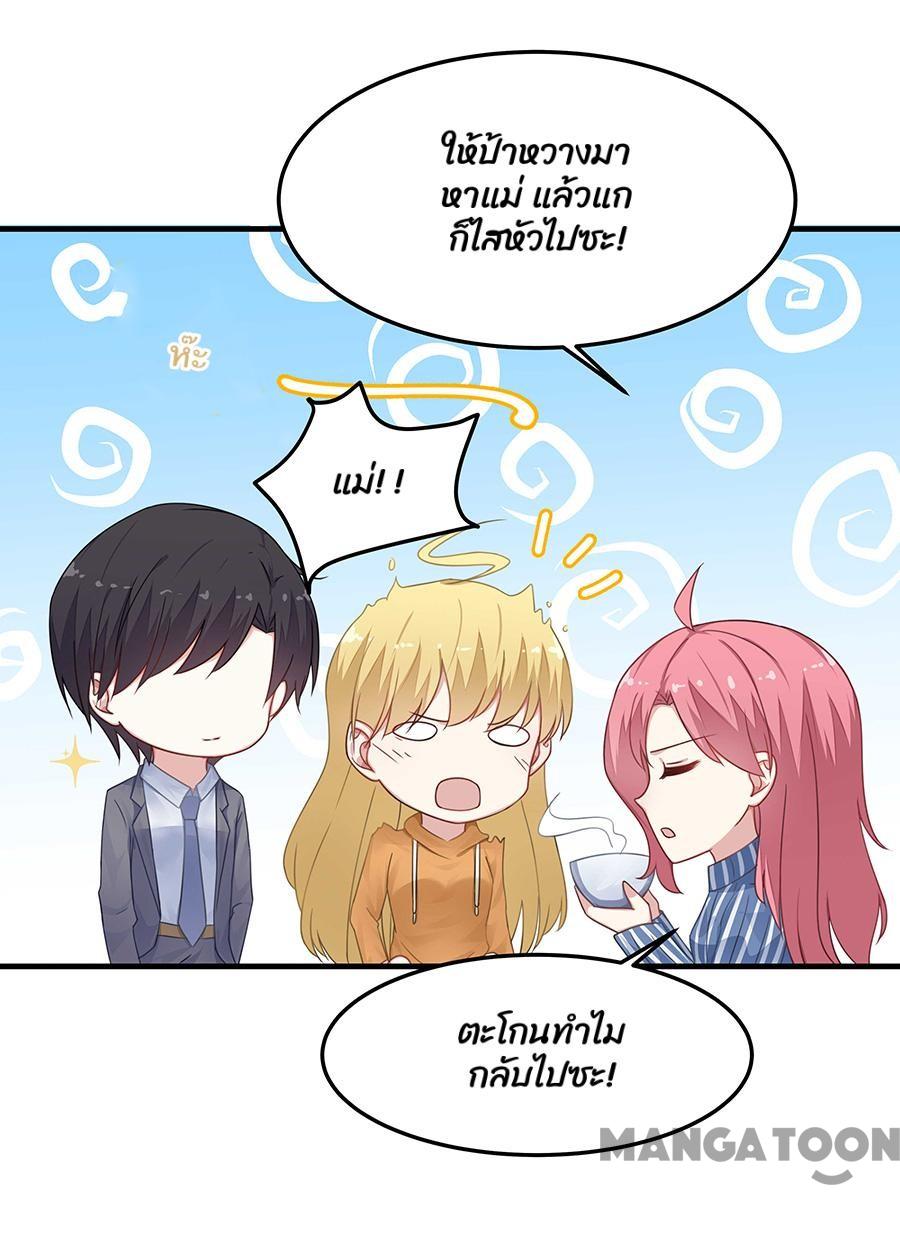 ให้ป้าหวางมา
หาแม่ แล้วแก
ก็ไสหัวไปซะ!
ห๊ะ
แม่! !
ตะโกนทำไม
กลับไปซะ!
MANGATOON